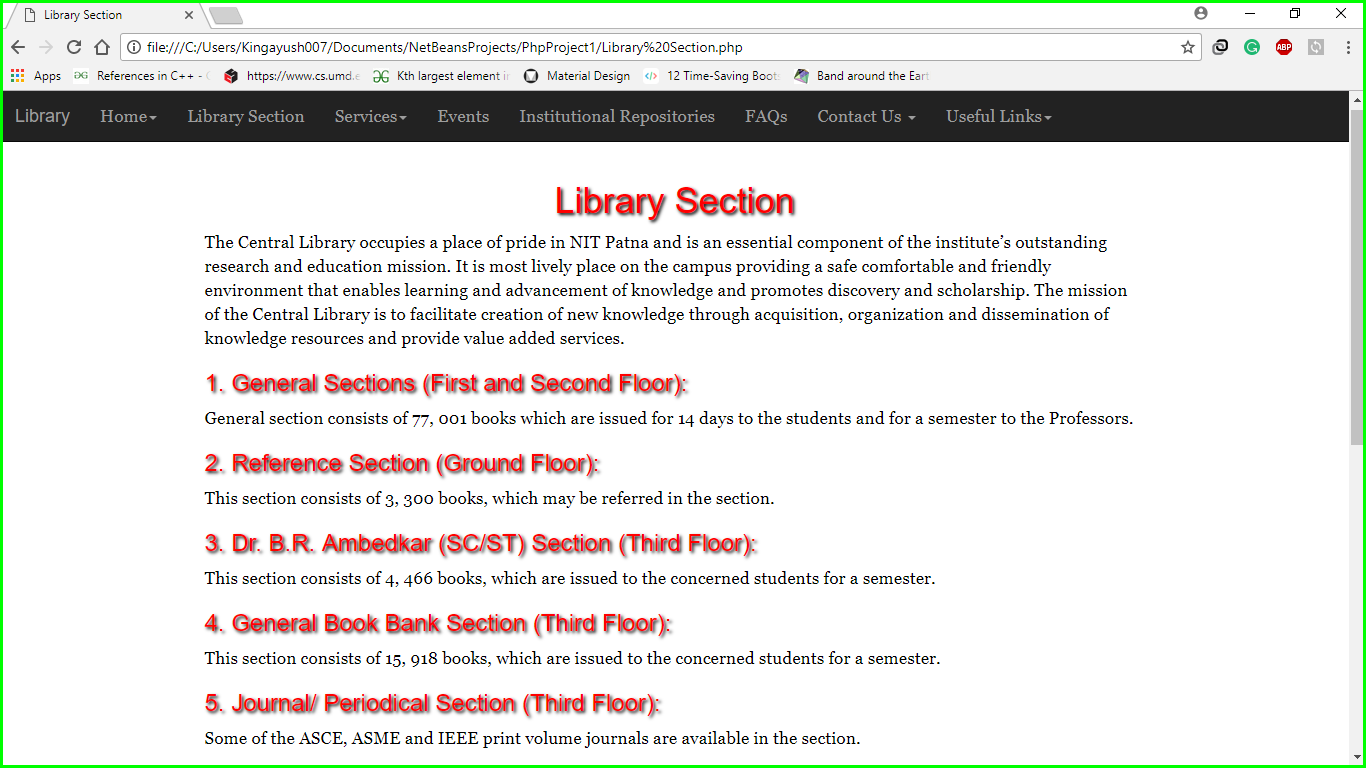 Library Section
file:///C:/Users/Kingayush007/Documents/NetBeansProjects/PhpProject1/Library%20Section.php
ABP
Apps References in C++ - https://www.cs.umd.e Kth largest element in Material Design 12 Time-Saving Boots Band around the Eart
Library Home Library Section Services Events Institutional Repositories FAQs Contact Us Useful Links
Library Section
The Central Library occupies a place of pride in NIT Patna and is an essential component of the institute’s outstanding
research and education mission. It is most lively place on the campus providing a safe comfortable and friendly
environment that enables learning and advancement of knowledge and promotes discovery and scholarship. The mission
of the Central Library is to facilitate creation of new knowledge through acquisition, organization and dissemination of
knowledge resources and provide value added services.
1. General Sections (First and Second Floor):
General section consists of 77, 001 books which are issued for 14 days to the students and for a semester to the Professors.
2. Reference Section (Ground Floor):
This section consists of 3, 300 books, which may be referred in the section.
3. Dr. B.R. Ambedkar (SC/ST) Section (Third Floor):
This section consists of 4, 466 books, which are issued to the concerned students for a semester.
4. General Book Bank Section (Third Floor):
This section consists of 15, 918 books, which are issued to the concerned students for a semester.
5. Journal/ Periodical Section (Third Floor):
Some of the ASCE, ASME and IEEE print volume journals are available in the section.